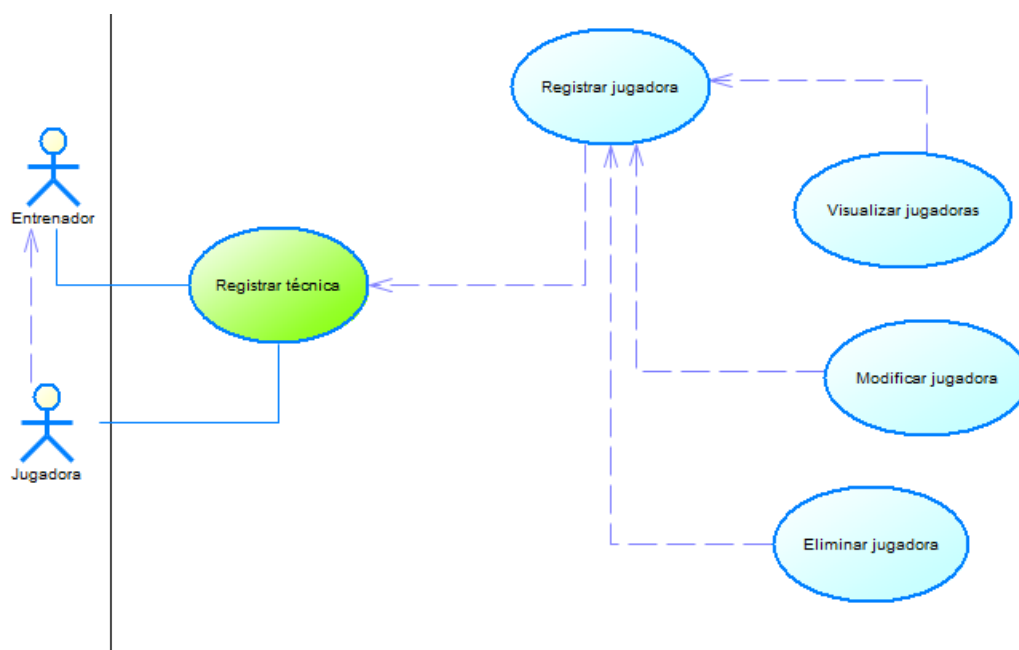 Registrar jugadora
Visualizar jugadoras
Entrenador
Registrar técnica
Modificar jugadora
Jugadora
Eliminar jugadora